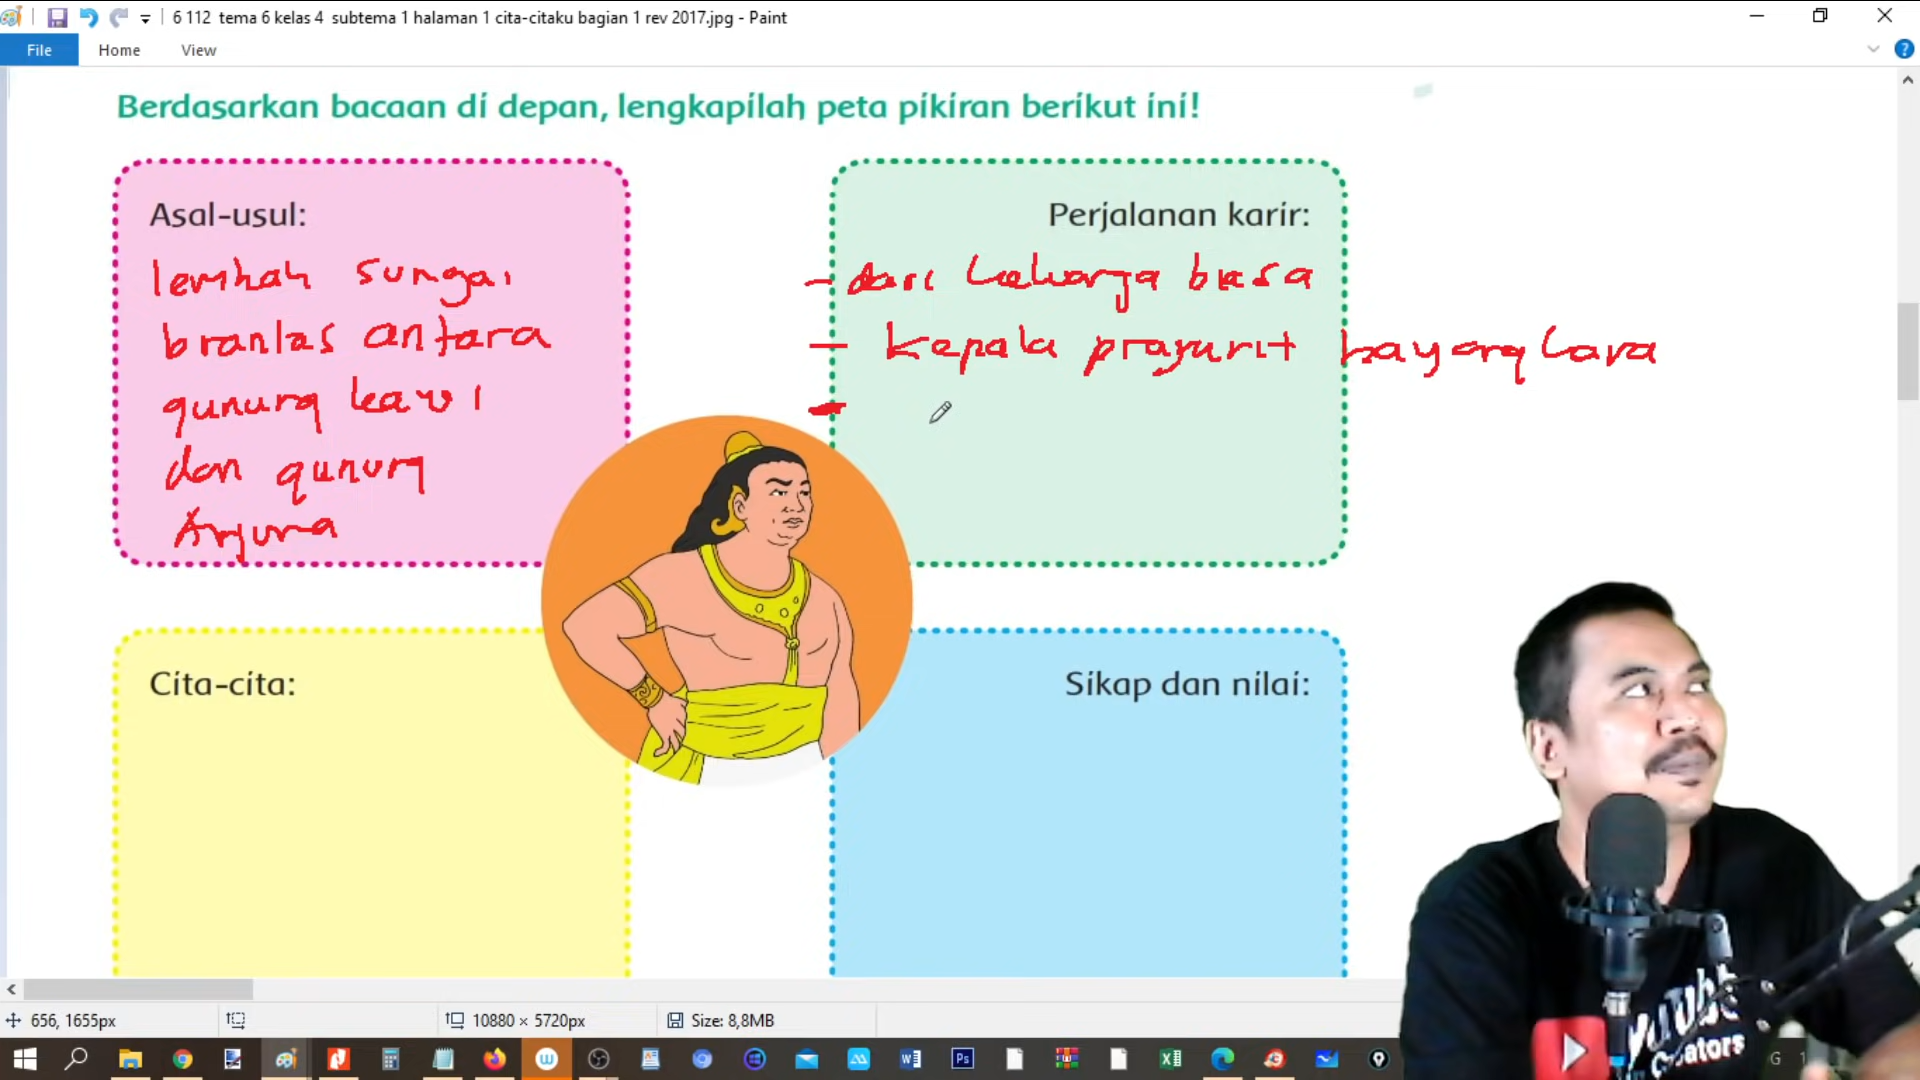 6 112 tema 6 kelas 4 subtema 1 halaman 1 cita-citaku bagian 1 rev 2017.jpg - Paint
File Home View
Berdasarkan bacaan di depan, lengkapilah peta pikiran berikut ini!
Asal-usul:
lembah sungai
brantas antara
gunung kawi
dan gunung
Arjuna
Perjalanan karir:
- dari keluarga biasa
- kepala prajurit bayangkara
-
Cita-cita:
Sikap dan nilai:
656, 1655px
10880 × 5720px
Size: 8,8MB
YouTube
Creators